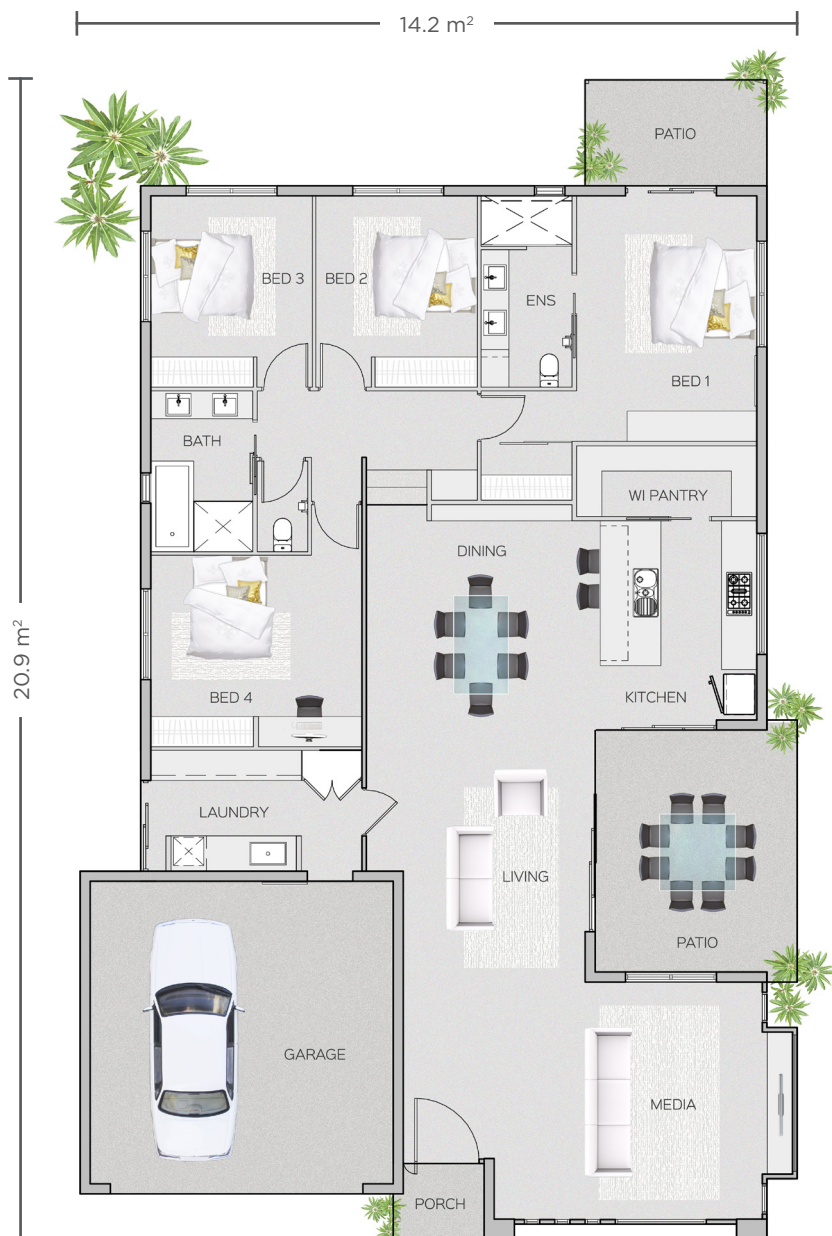 14.2 m²
PATIO
BED 3
BED 2
ENS
BED 1
BATH
WI PANTRY
DINING
20.9 m²
BED 4
KITCHEN
LAUNDRY
LIVING
PATIO
GARAGE
MEDIA
PORCH